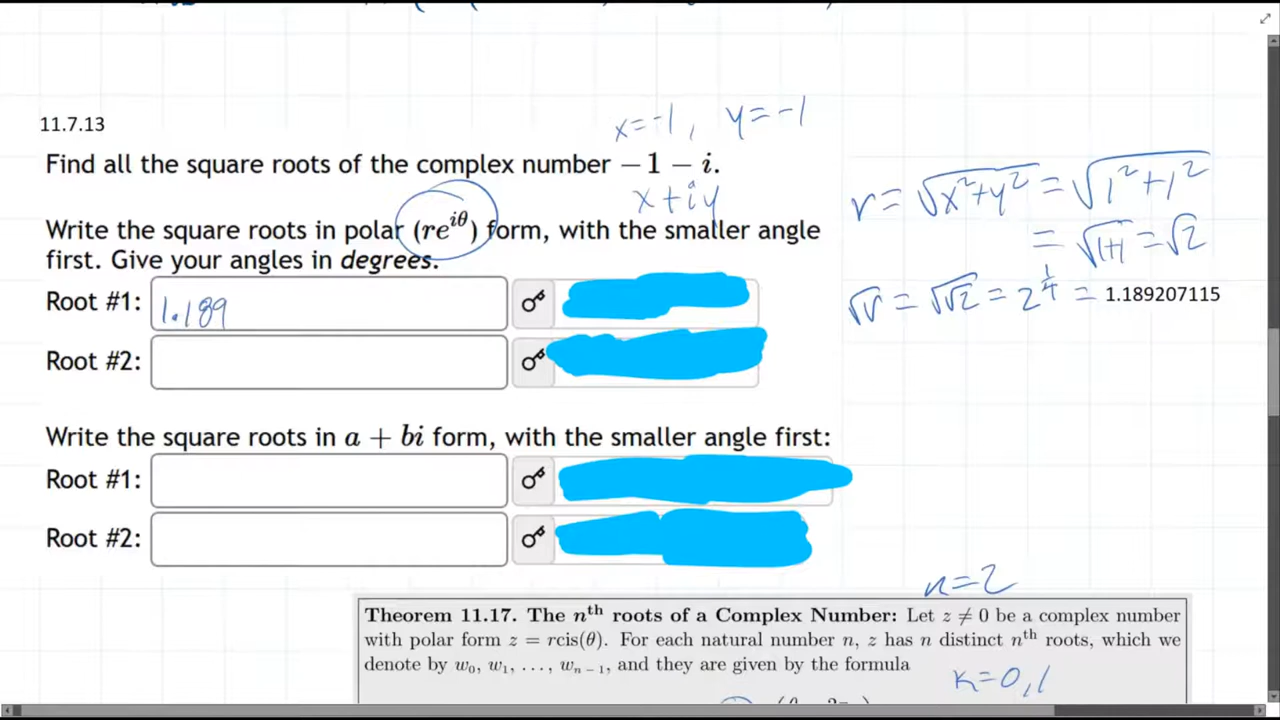 11.7.13
x=-1, y=-1
Find all the square roots of the complex number −1 − i.
x+iy
Write the square roots in polar (re^{iθ}) form, with the smaller angle
first. Give your angles in degrees.
Root #1: 1.189
Root #2:
r = √(x²+y²) = √(1²+1²)
= √(1+1) = √2
√r = √√2 = 2^{1/4} = 1.189207115
Write the square roots in a + bi form, with the smaller angle first:
Root #1:
Root #2:
n=2
Theorem 11.17. The n^{th} roots of a Complex Number: Let z ≠ 0 be a complex number
with polar form z = rcis(θ). For each natural number n, z has n distinct n^{th} roots, which we
denote by w₀, w₁, . . . , wₙ₋₁, and they are given by the formula
k=0,1